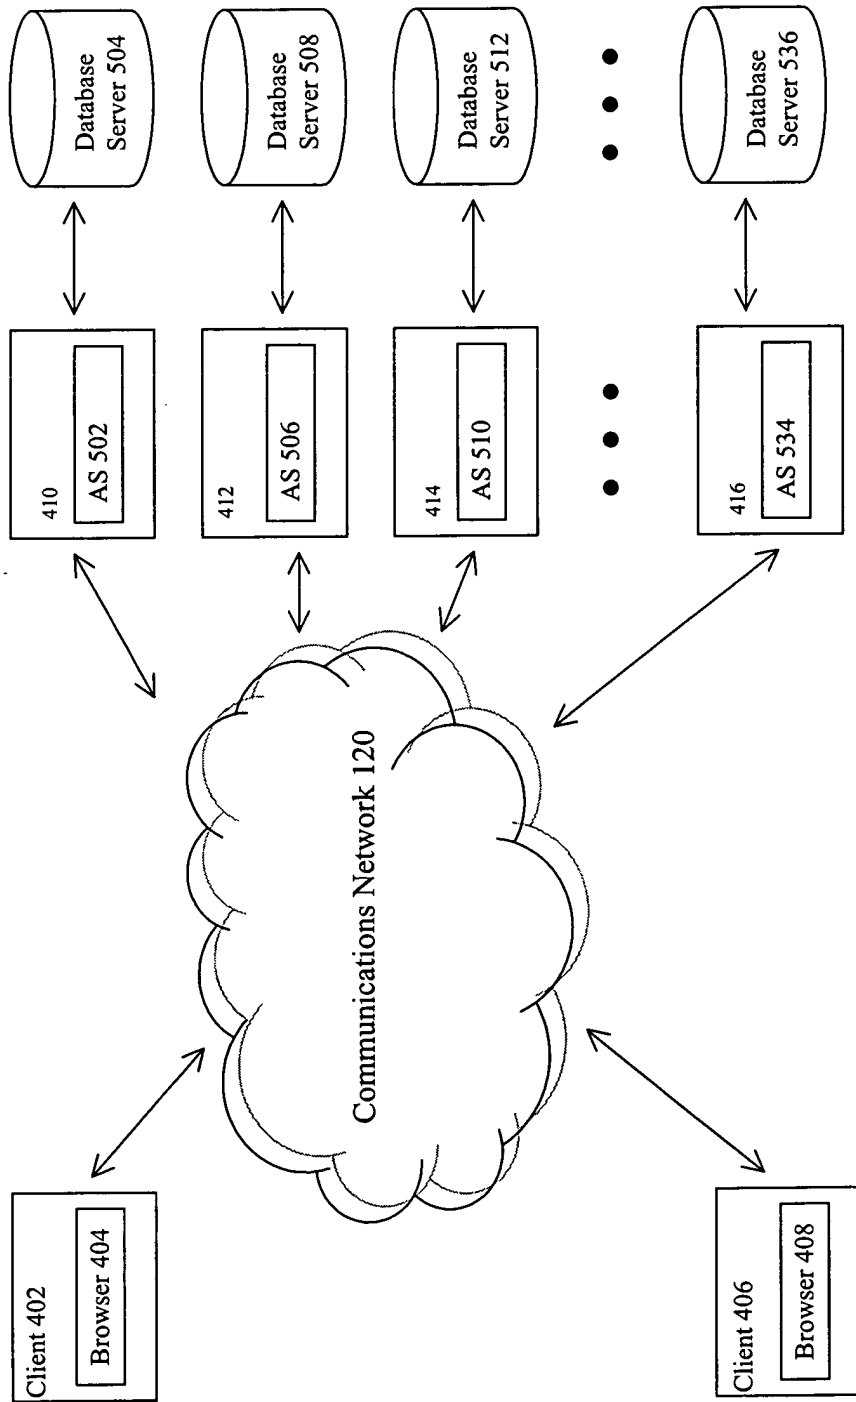 Client 402
Browser 404
Client 406
Browser 408
Communications Network 120
410
AS 502
412
AS 506
414
AS 510
416
AS 534
Database
Server 504
Database
Server 508
Database
Server 512
Database
Server 536